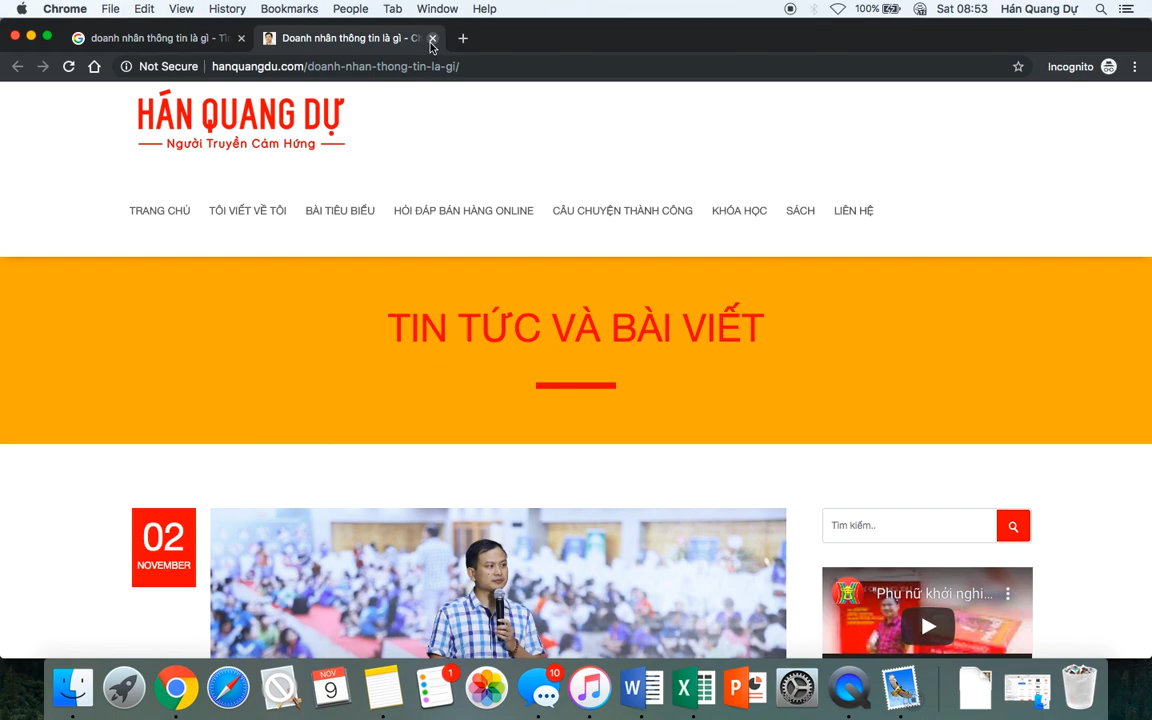 Chrome File Edit View History Bookmarks People Tab Window Help 100% Sat 08:53 Hán Quang Dự
doanh nhân thông tin là gì - Tì
Doanh nhân thông tin là gì - Ch
Not Secure hanquangdu.com/doanh-nhan-thong-tin-la-gi/ Incognito
HÁN QUANG DỰ
Người Truyền Cảm Hứng
TRANG CHỦ TÔI VIẾT VỀ TÔI BÀI TIÊU BIỂU HỎI ĐÁP BÁN HÀNG ONLINE CÂU CHUYỆN THÀNH CÔNG KHÓA HỌC SÁCH LIÊN HỆ
TIN TỨC VÀ BÀI VIẾT
02
NOVEMBER
Tìm kiếm..
"Phụ nữ khởi nghi...
NOV
9
1
10
W
X
P